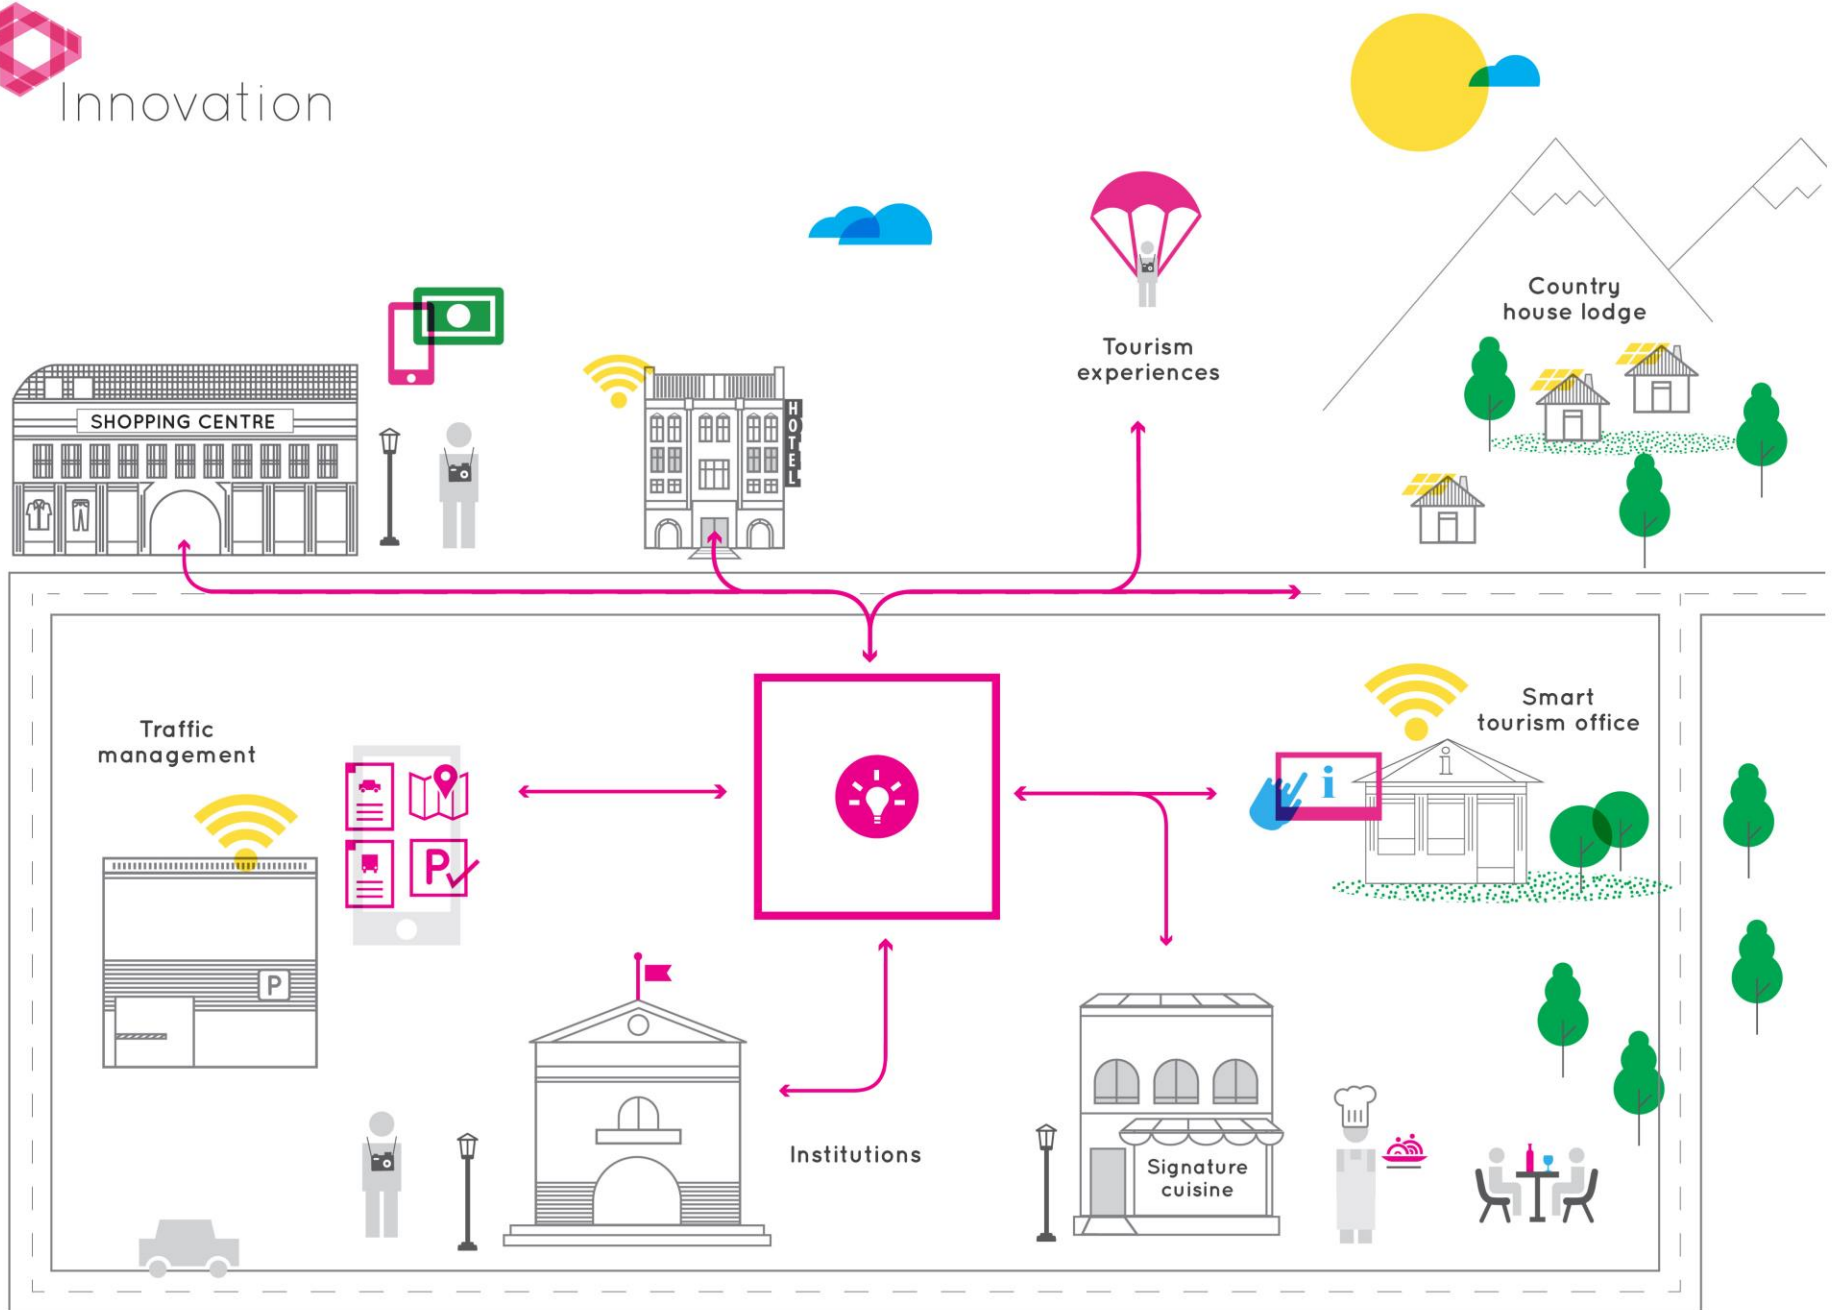 Innovation
Country
house lodge
Tourism
experiences
SHOPPING CENTRE
HOTEL
Smart
tourism office
Traffic
management
i
i
P
P
Institutions
Signature
cuisine